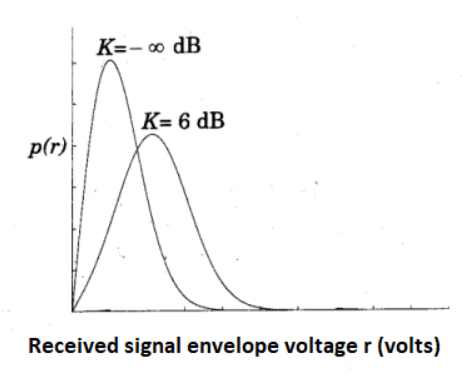 K=– ∞ dB
K= 6 dB
p(r)
Received signal envelope voltage r (volts)